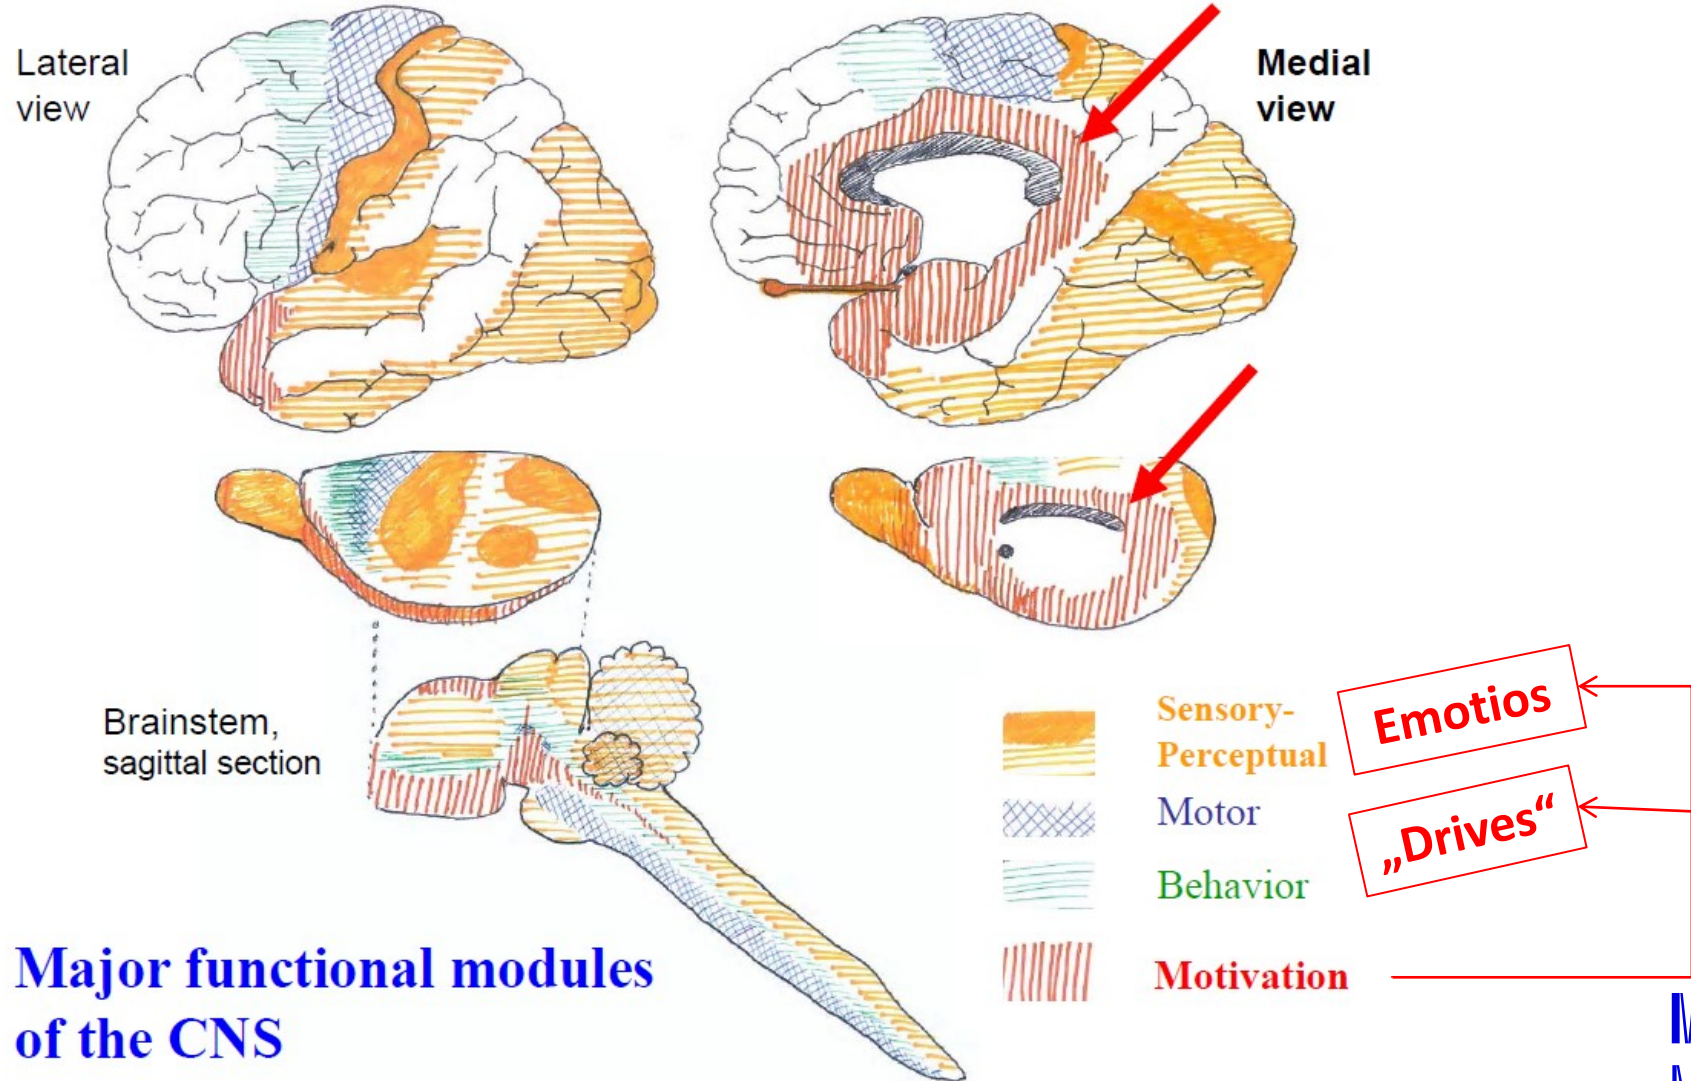 Lateral
view
Medial
view
Brainstem,
sagittal section
Sensory-
Perceptual
Motor
Behavior
Motivation
Emotios
„Drives“
Major functional modules
of the CNS